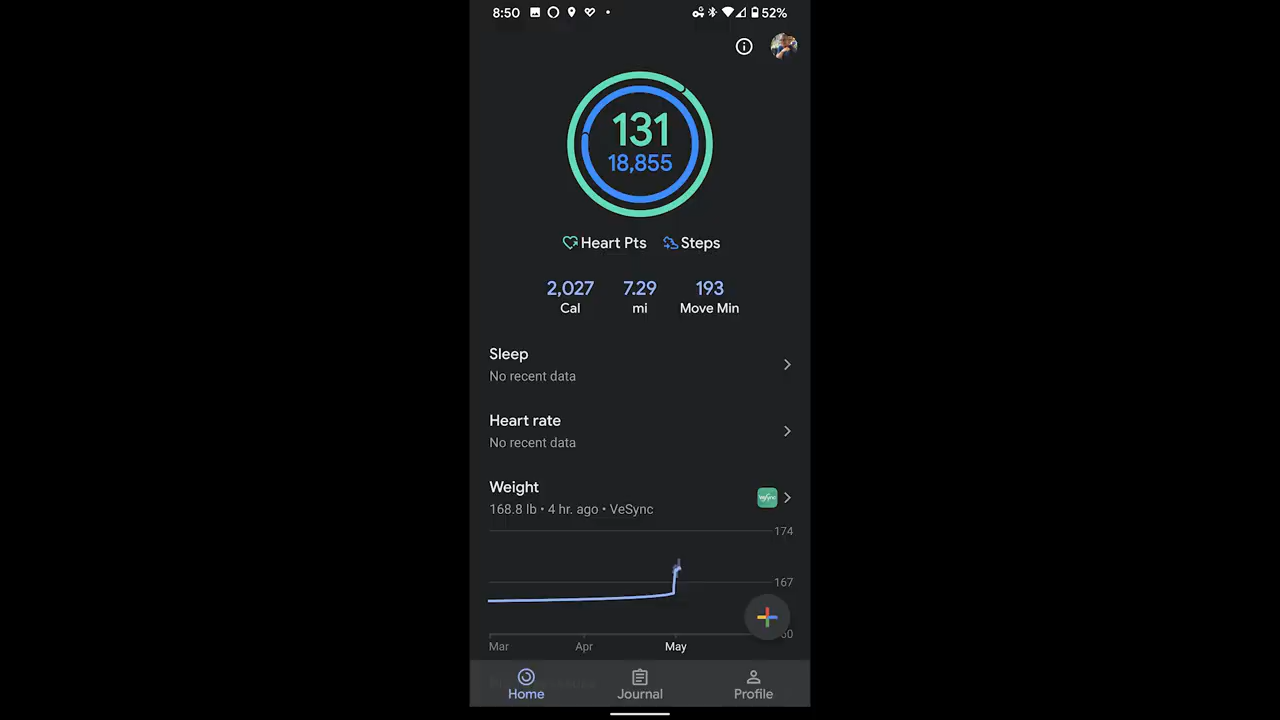 8:50 52%
131
18,855
Heart Pts Steps
2,027 7.29 193
Cal mi Move Min
Sleep
No recent data
Heart rate
No recent data
Weight
168.8 lb • 4 hr. ago • VeSync
VeSync
174
167
Mar Apr May
Home Journal Profile